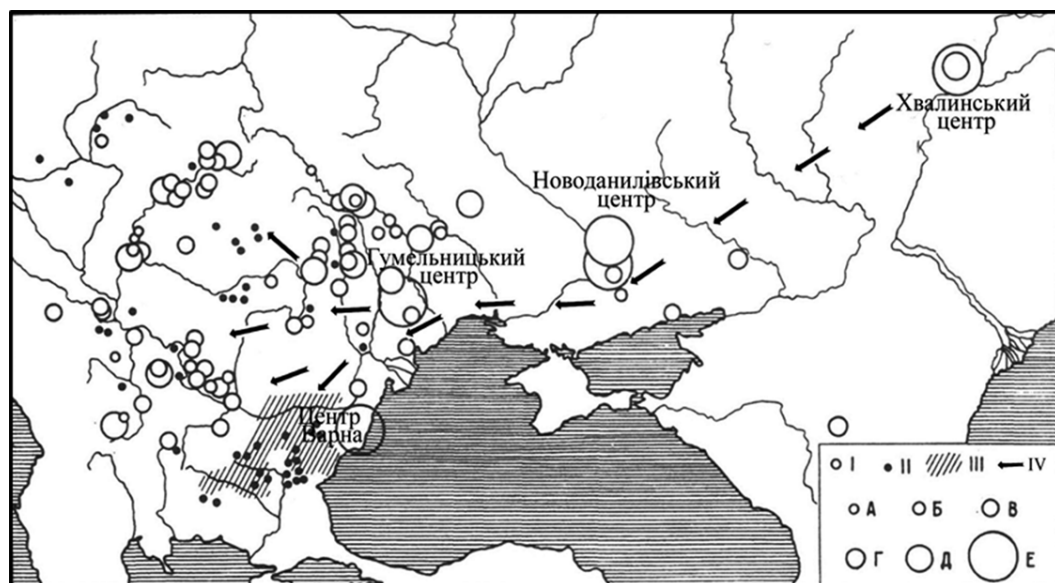 Хвалинський
центр
Новоданилівський
центр
Гумельницький
центр
Центр
Варна
I II III IV
А Б В
Г Д Е